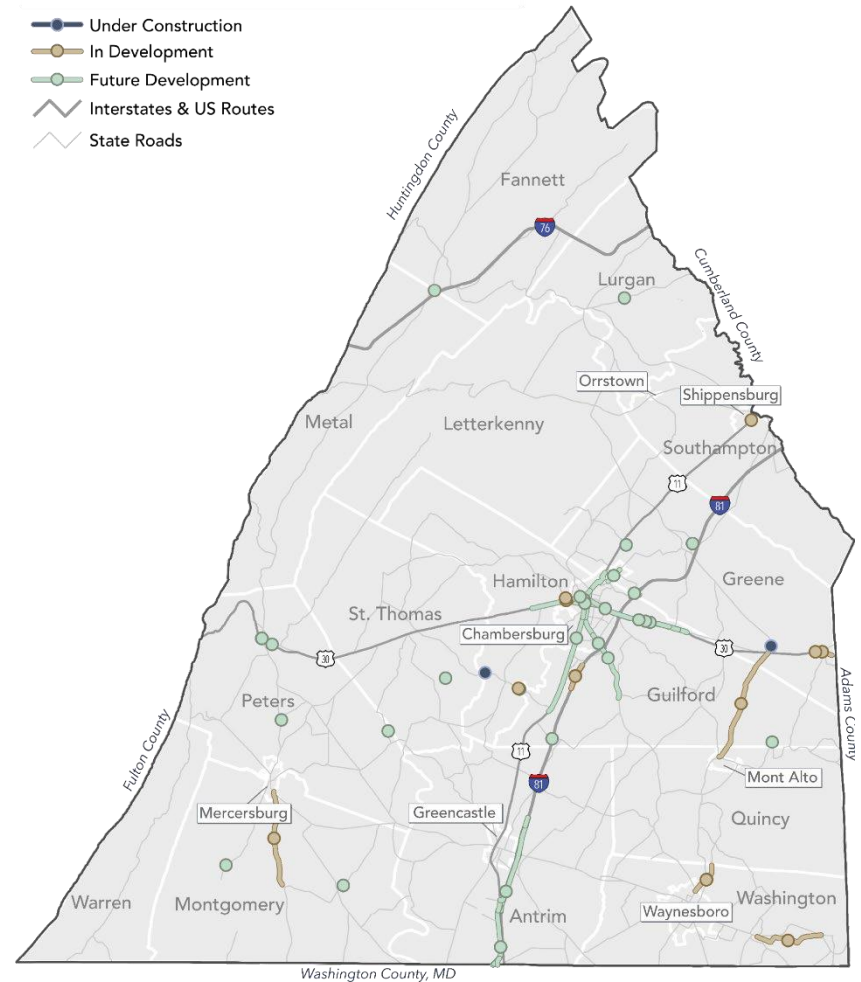 Under Construction
In Development
Future Development
Interstates & US Routes
State Roads
Huntingdon County
Fannett
76
Cumberland County
Lurgan
Orrstown
Shippensburg
Metal
Letterkenny
Southampton
11
81
Hamilton
Greene
St. Thomas
Chambersburg
30
30
Peters
Guilford
Adams County
Fulton County
11
Mont Alto
81
Mercersburg
Greencastle
Quincy
Warren
Montgomery
Antrim
Waynesboro
Washington
Washington County, MD